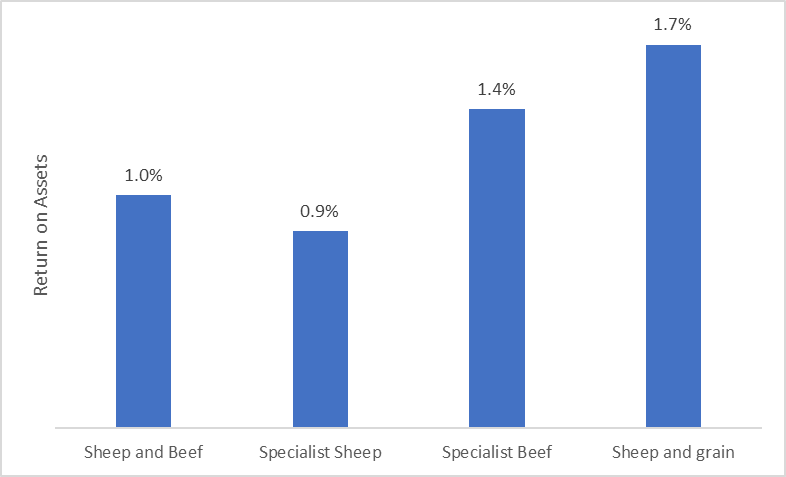 1.7%
1.4%
1.0%
0.9%
Return on Assets
Sheep and Beef
Specialist Sheep
Specialist Beef
Sheep and grain